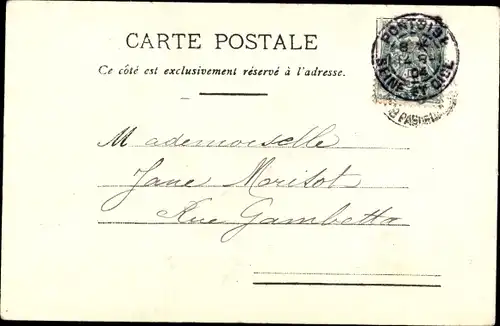 CARTE POSTALE
Ce côté est exclusivement réservé à l'adresse.
PONTOISE
SEINE-ET-OISE
Mademoiselle
Jane Morisot
Rue Gambetta